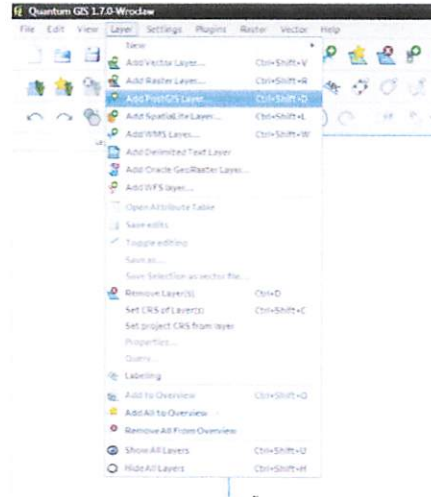 Quantum GIS 1.7.0-Wroclaw
File Edit View Layer Settings Plugins Raster Vector Help
New
Add Vector Layer... Ctrl+Shift+V
Add Raster Layer... Ctrl+Shift+R
Add PostGIS Layer... Ctrl+Shift+D
Add SpatiaLite Layer... Ctrl+Shift+L
Add WMS Layer... Ctrl+Shift+W
Add Delimited Text Layer
Add Oracle GeoRaster Layer...
Add WFS layer...
Open Attribute Table
Save edits
Toggle editing
Save as...
Save Selection as vector file...
Remove Layer(s) Ctrl+D
Set CRS of Layer(s) Ctrl+Shift+C
Set project CRS from layer
Properties...
Query...
Labeling
Add to Overview Ctrl+Shift+O
Add All to Overview
Remove All From Overview
Show All Layers Ctrl+Shift+U
Hide All Layers Ctrl+Shift+H